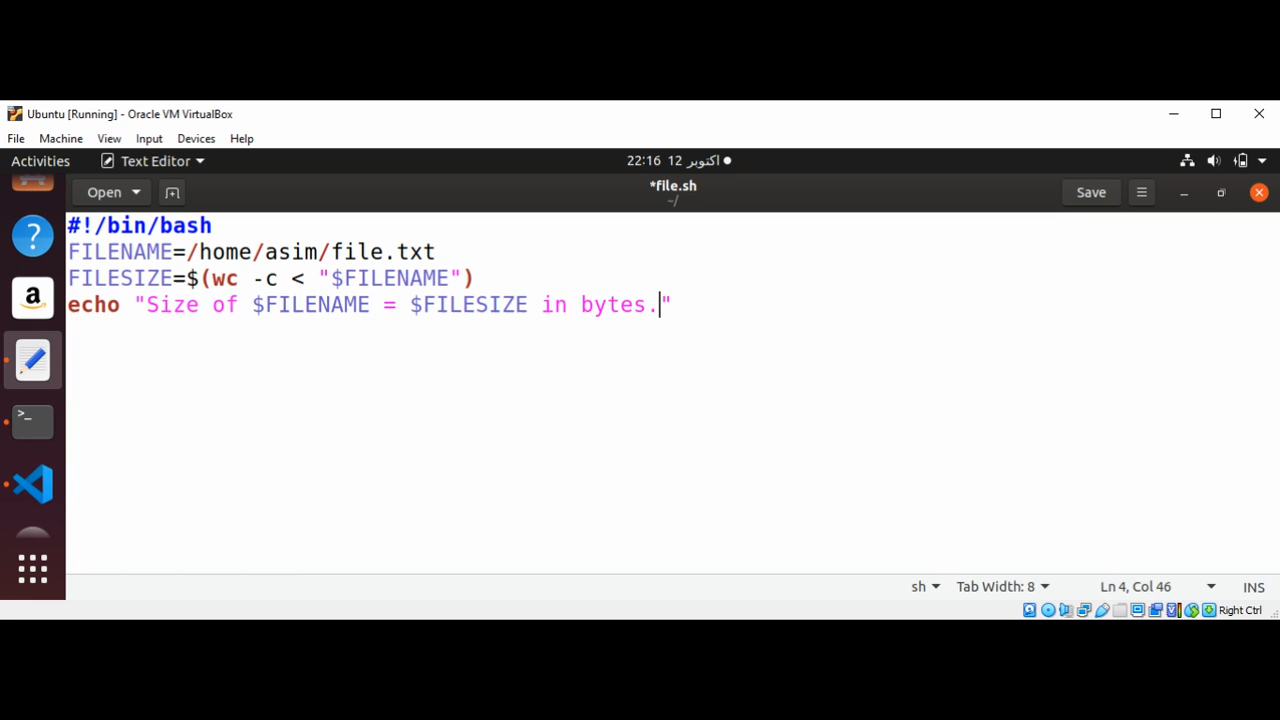 Ubuntu [Running] - Oracle VM VirtualBox
File Machine View Input Devices Help
Activities Text Editor 22:16 12 اکتوبر
Open *file.sh Save
~/
#!/bin/bash
FILENAME=/home/asim/file.txt
FILESIZE=$(wc -c < "$FILENAME")
echo "Size of $FILENAME = $FILESIZE in bytes."
sh Tab Width: 8 Ln 4, Col 46 INS
Right Ctrl